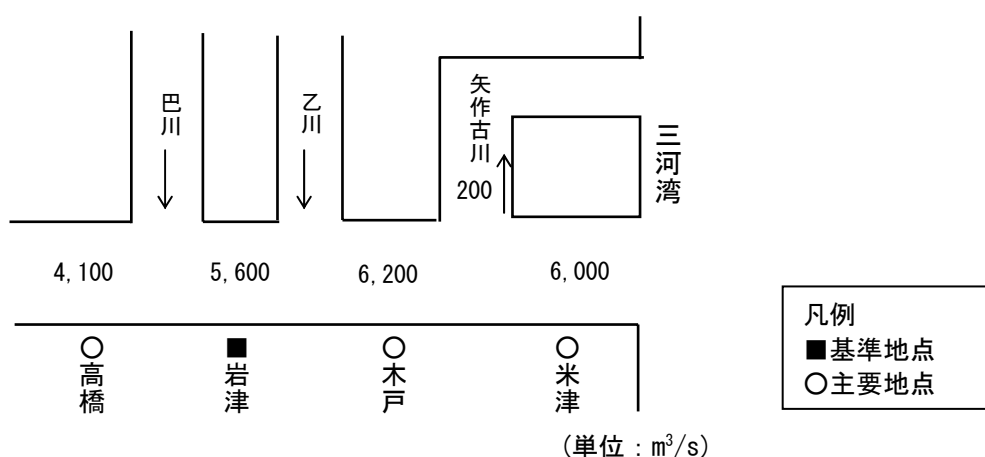 巴川
乙川
矢作古川
200
三河湾
4,100
5,600
6,200
6,000
高橋
岩津
木戸
米津
凡例
■基準地点
○主要地点
(単位：m³/s)